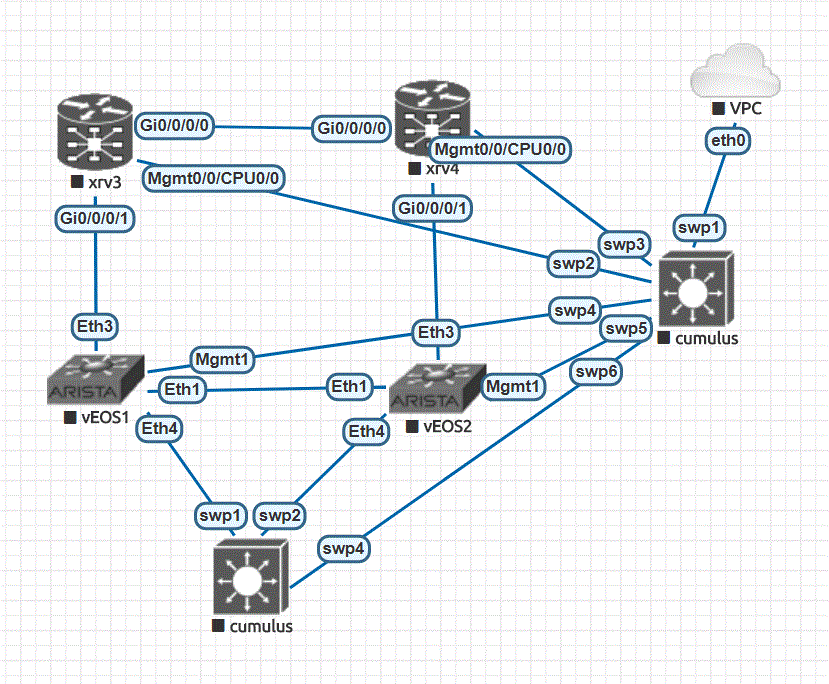 VPC
Gi0/0/0/0
Gi0/0/0/0
eth0
Mgmt0/0/CPU0/0
xrv4
xrv3
Mgmt0/0/CPU0/0
Gi0/0/0/1
Gi0/0/0/1
swp1
swp3
swp2
swp4
Eth3
Eth3
swp5
cumulus
Mgmt1
swp6
ARISTA
Eth1
Eth1
ARISTA
Mgmt1
vEOS1
vEOS2
Eth4
Eth4
swp1
swp2
swp4
cumulus